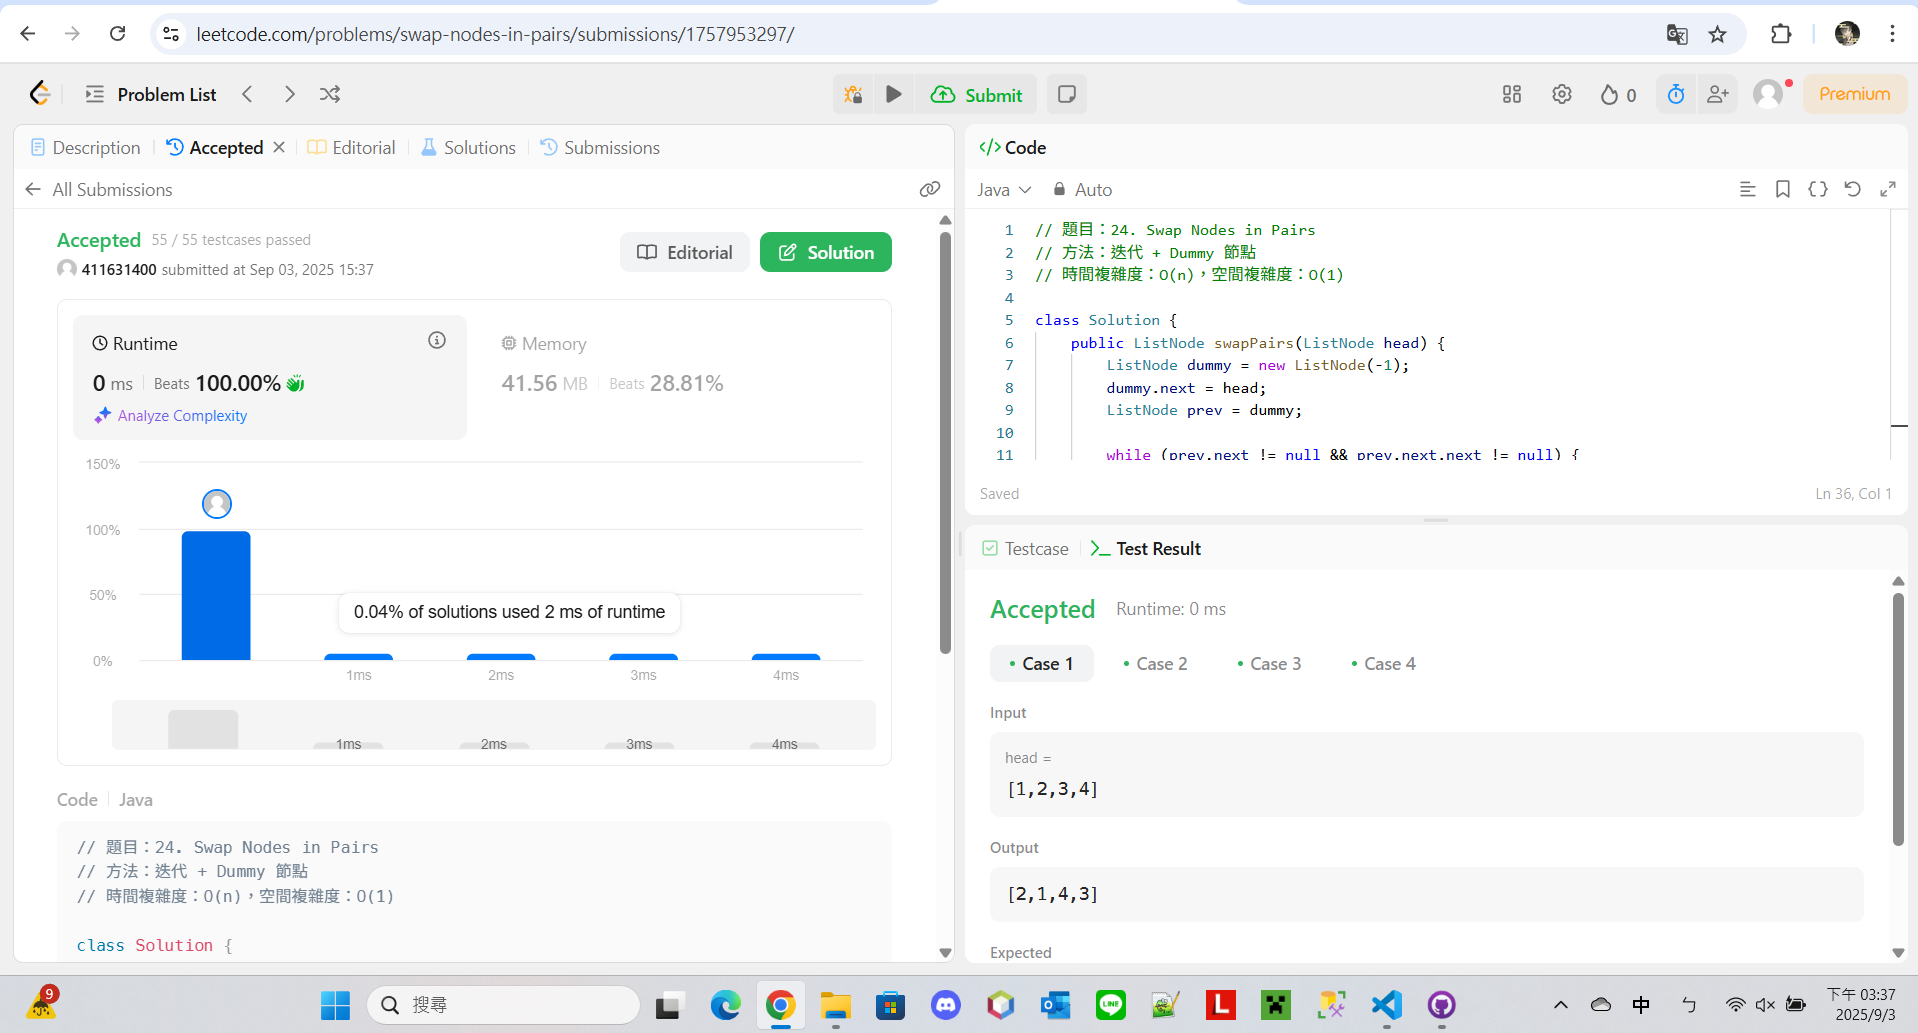 leetcode.com/problems/swap-nodes-in-pairs/submissions/1757953297/
Problem List
Submit
0
Premium
Description
Accepted
Editorial
Solutions
Submissions
All Submissions
Accepted 55 / 55 testcases passed
411631400 submitted at Sep 03, 2025 15:37
Editorial
Solution
Runtime
0 ms Beats 100.00%
Analyze Complexity
Memory
41.56 MB Beats 28.81%
150%
100%
50%
0%
0.04% of solutions used 2 ms of runtime
1ms 2ms 3ms 4ms
1ms 2ms 3ms 4ms
Code Java
// 題目：24. Swap Nodes in Pairs
// 方法：迭代 + Dummy 節點
// 時間複雜度：O(n)，空間複雜度：O(1)
class Solution {
Code
Java Auto
1 // 題目：24. Swap Nodes in Pairs
2 // 方法：迭代 + Dummy 節點
3 // 時間複雜度：O(n)，空間複雜度：O(1)
4
5 class Solution {
6 public ListNode swapPairs(ListNode head) {
7 ListNode dummy = new ListNode(-1);
8 dummy.next = head;
9 ListNode prev = dummy;
10
11 while (prev.next != null && prev.next.next != null) {
Saved
Ln 36, Col 1
Testcase
Test Result
Accepted Runtime: 0 ms
Case 1 Case 2 Case 3 Case 4
Input
head =
[1,2,3,4]
Output
[2,1,4,3]
Expected
9
搜尋
LINE
L
中
ㄅ
下午 03:37
2025/9/3